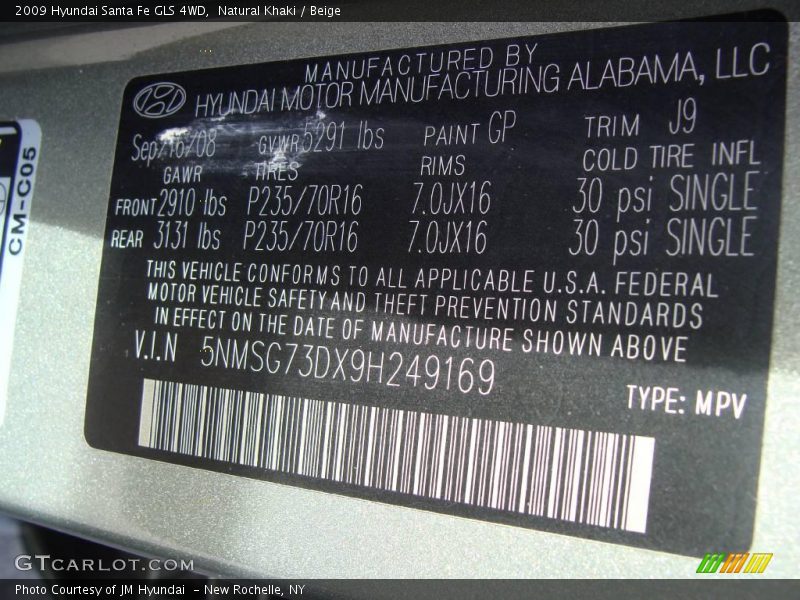 2009 Hyundai Santa Fe GLS 4WD,  Natural Khaki / Beige
MANUFACTURED BY
HYUNDAI MOTOR MANUFACTURING ALABAMA, LLC
Sep/16/08 GVWR 5291 lbs PAINT GP TRIM J9
GAWR TIRES RIMS COLD TIRE INFL
FRONT 2910 lbs P235/70R16 7.0JX16 30 psi SINGLE
REAR 3131 lbs P235/70R16 7.0JX16 30 psi SINGLE
THIS VEHICLE CONFORMS TO ALL APPLICABLE U.S.A. FEDERAL
MOTOR VEHICLE SAFETY AND THEFT PREVENTION STANDARDS
IN EFFECT ON THE DATE OF MANUFACTURE SHOWN ABOVE
V.I.N 5NMSG73DX9H249169
TYPE: MPV
CM-C05
GTCARLOT.COM
Photo Courtesy of JM Hyundai  - New Rochelle, NY